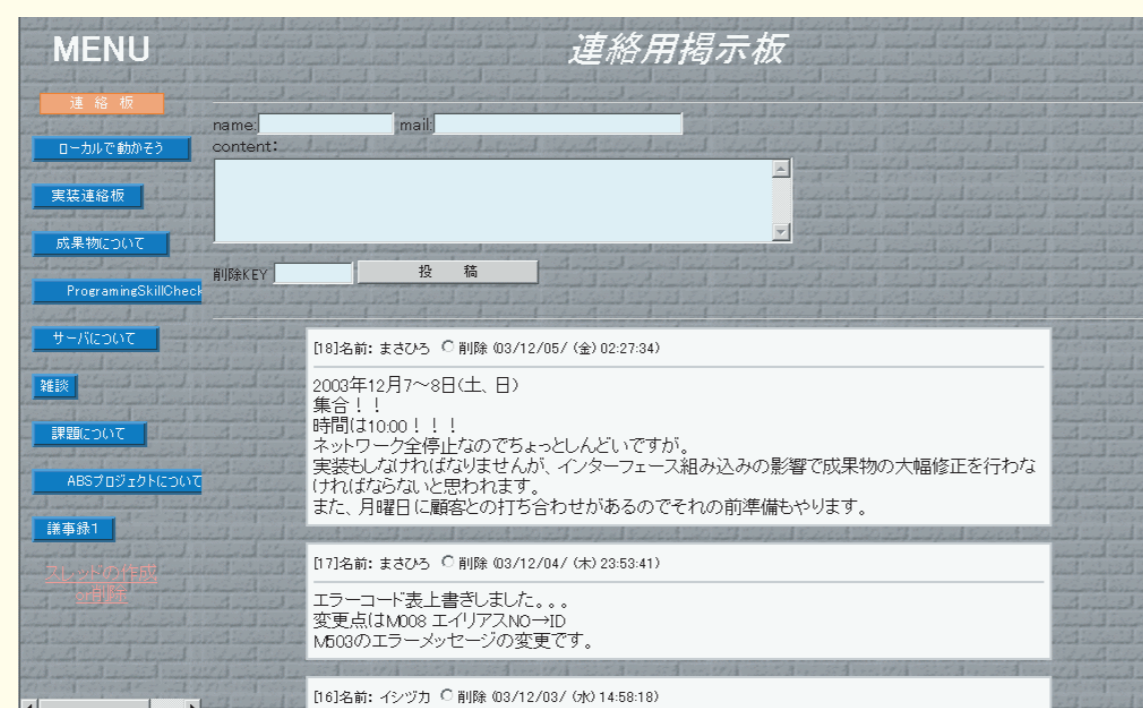 MENU
連絡用掲示板
連 絡 板
ローカルで動かそう
実装連絡板
成果物について
ProgramingSkillCheck
サーバについて
雑談
課題について
ABSプロジェクトについて
議事録1
スレッドの作成
or削除
name:
mail:
content:
削除KEY
投 稿
[18]名前: まさひろ 削除 (03/12/05/ (金) 02:27:34)
2003年12月7〜8日(土、日)
集合！！
時間は10:00！！！
ネットワーク全停止なのでちょっとしんどいですが。
実装もしなければなりませんが、インターフェース組み込みの影響で成果物の大幅修正を行わな
ければならないと思われます。
また、月曜日に顧客との打ち合わせがあるのでそれの前準備もやります。
[17]名前: まさひろ 削除 (03/12/04/ (木) 23:53:41)
エラーコード表上書きしました。。。
変更点はM008 エイリアスNO→ID
M503のエラーメッセージの変更です。
[16]名前: イシヅカ 削除 (03/12/03/ (水) 14:58:18)